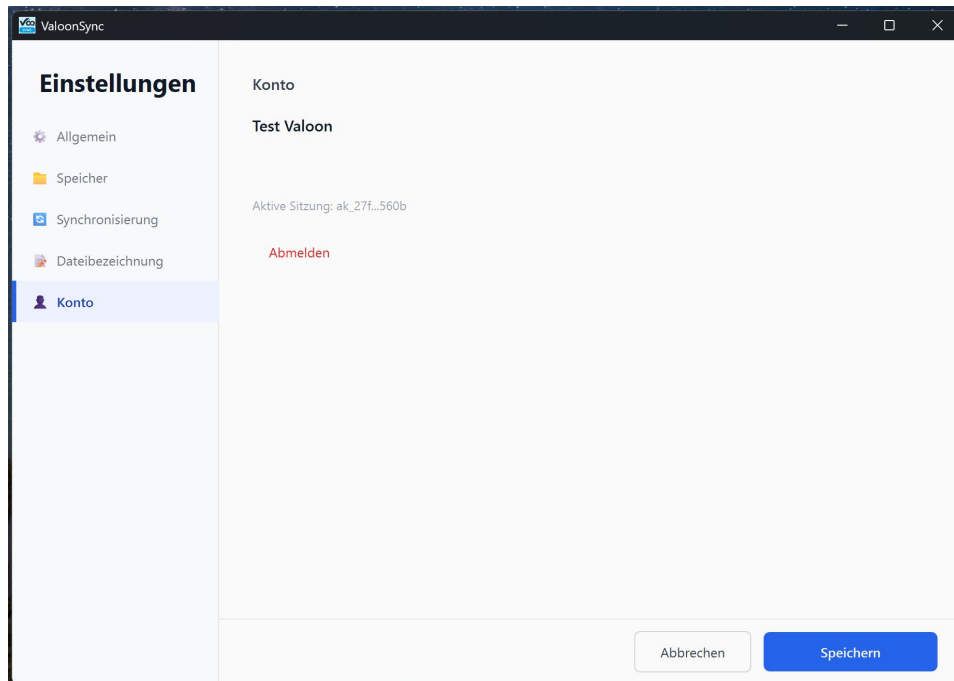 ValoonSync
Einstellungen
Allgemein
Speicher
Synchronisierung
Dateibezeichnung
Konto
Konto
Test Valoon
Aktive Sitzung: ak_27f...560b
Abmelden
Abbrechen
Speichern